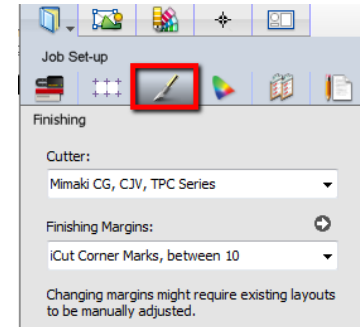 Job Set-up
Finishing
Cutter:
Mimaki CG, CJV, TPC Series
Finishing Margins:
iCut Corner Marks, between 10
Changing margins might require existing layouts
to be manually adjusted.